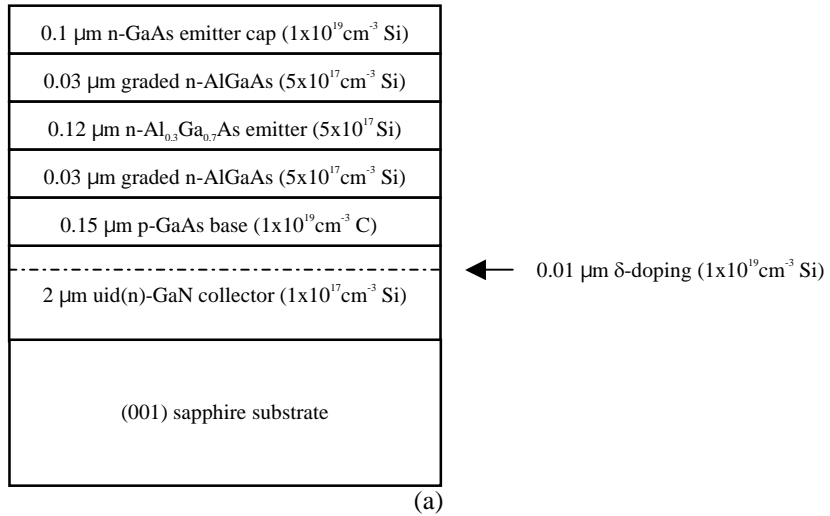 0.1 µm n-GaAs emitter cap (1x10¹⁹cm⁻³ Si)
0.03 µm graded n-AlGaAs (5x10¹⁷cm⁻³ Si)
0.12 µm n-Al₀.₃Ga₀.₇As emitter (5x10¹⁷ Si)
0.03 µm graded n-AlGaAs (5x10¹⁷cm⁻³ Si)
0.15 µm p-GaAs base (1x10¹⁹cm⁻³ C)
0.01 µm δ-doping (1x10¹⁹cm⁻³ Si)
2 µm uid(n)-GaN collector (1x10¹⁷cm⁻³ Si)
(001) sapphire substrate
(a)